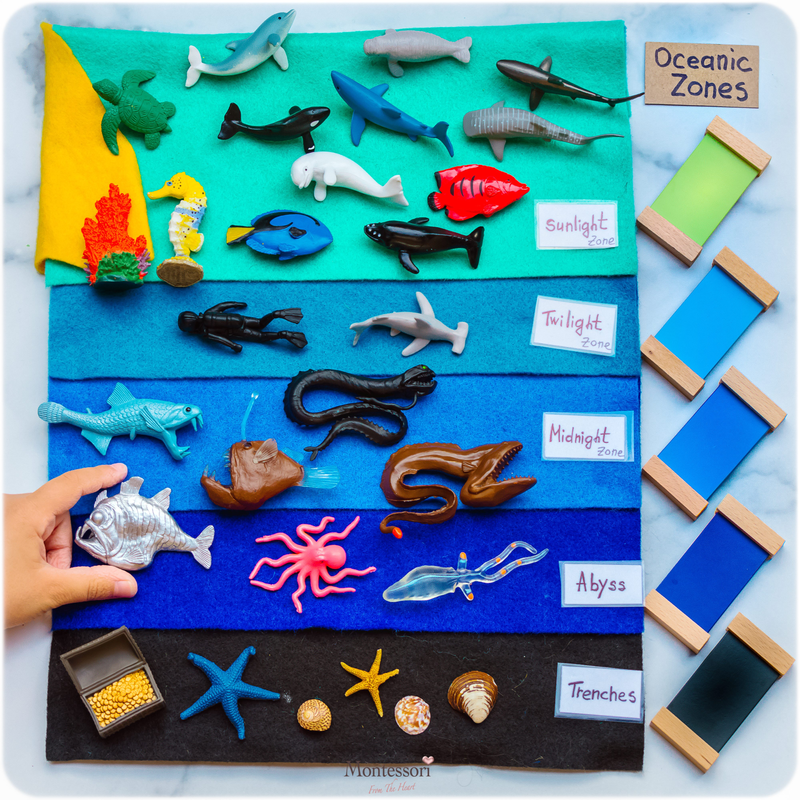 Oceanic
Zones
Sunlight
Zone
Twilight
Zone
Midnight
Zone
Abyss
Trenches
Montessori
From The Heart